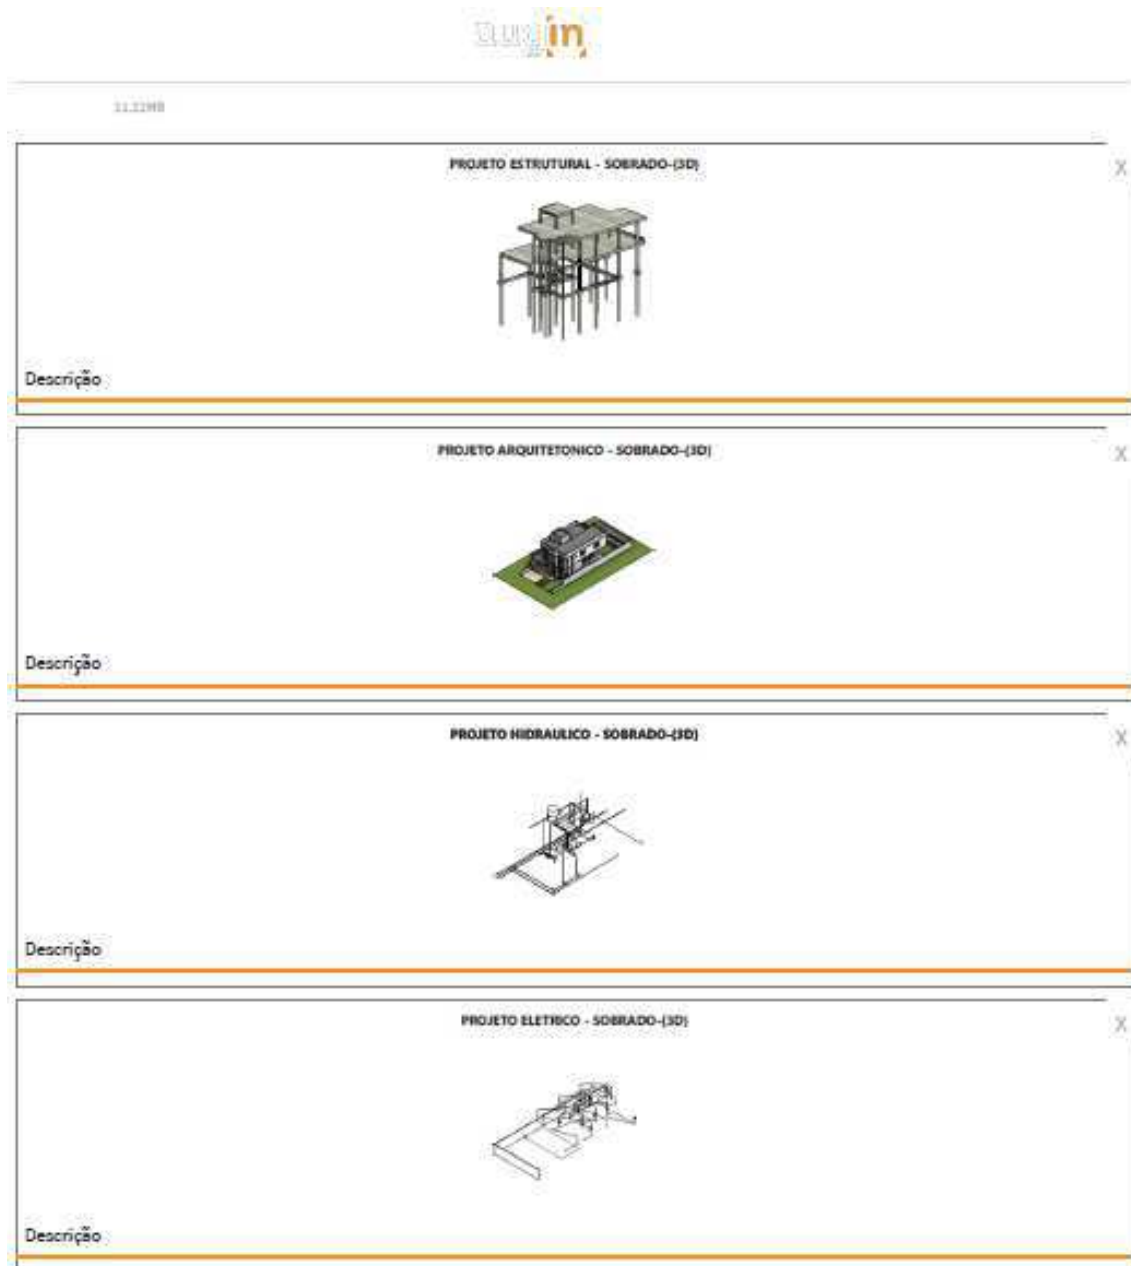 in
PROJETO ESTRUTURAL - SOBRADO-{3D}
X
Descrição
PROJETO ARQUITETONICO - SOBRADO-{3D}
X
Descrição
PROJETO HIDRAULICO - SOBRADO-{3D}
X
Descrição
PROJETO ELETRICO - SOBRADO-{3D}
X
Descrição